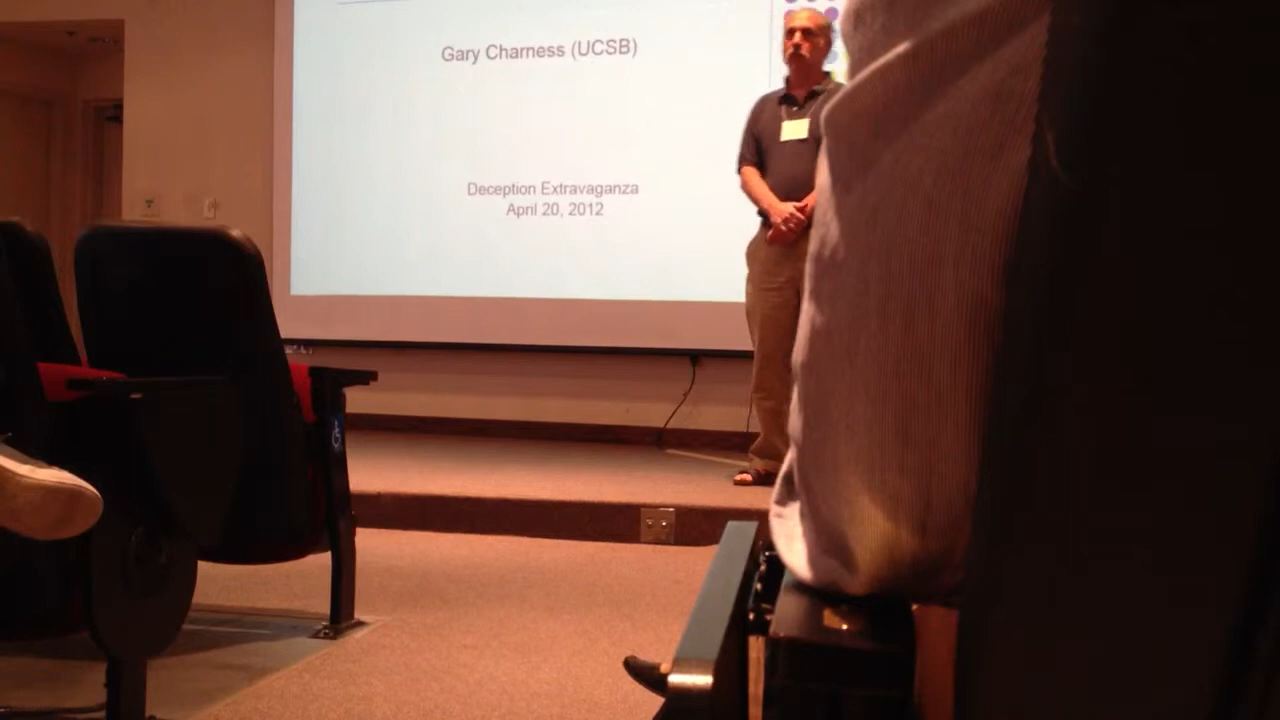 Gary Charness (UCSB)
Deception Extravaganza
April 20, 2012